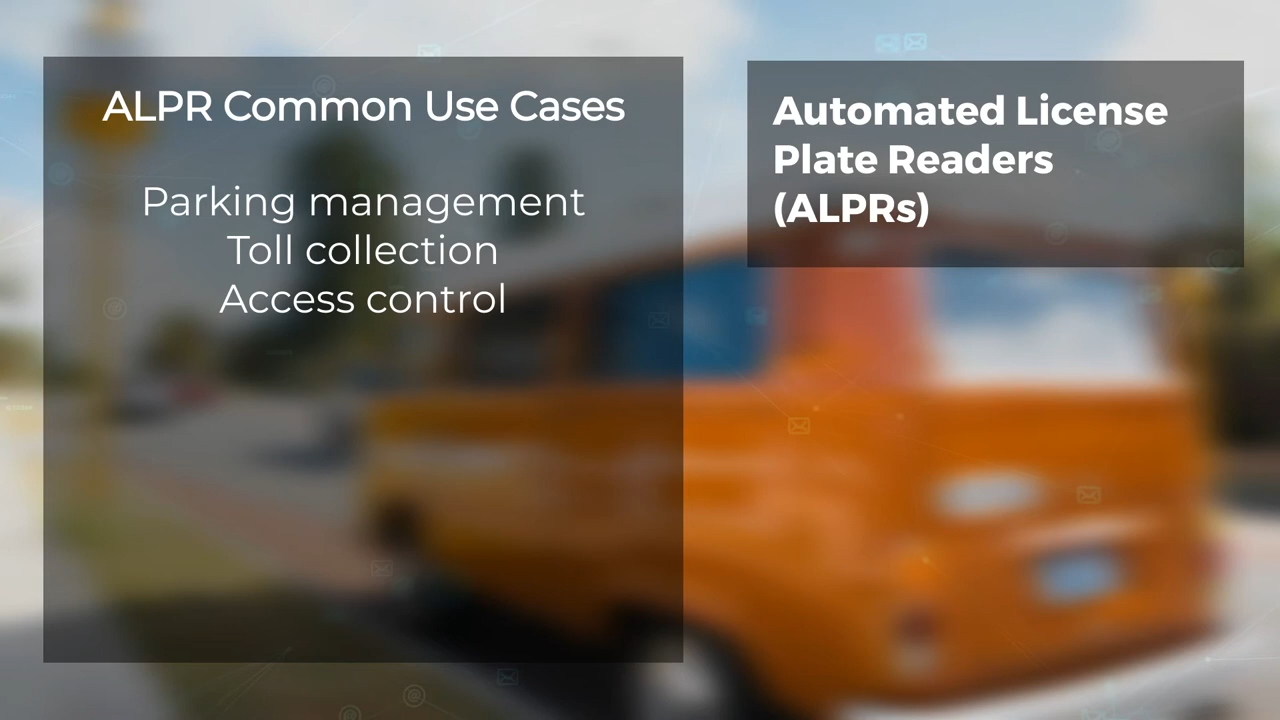 ALPR Common Use Cases
Parking management
Toll collection
Access control
Automated License
Plate Readers
(ALPRs)